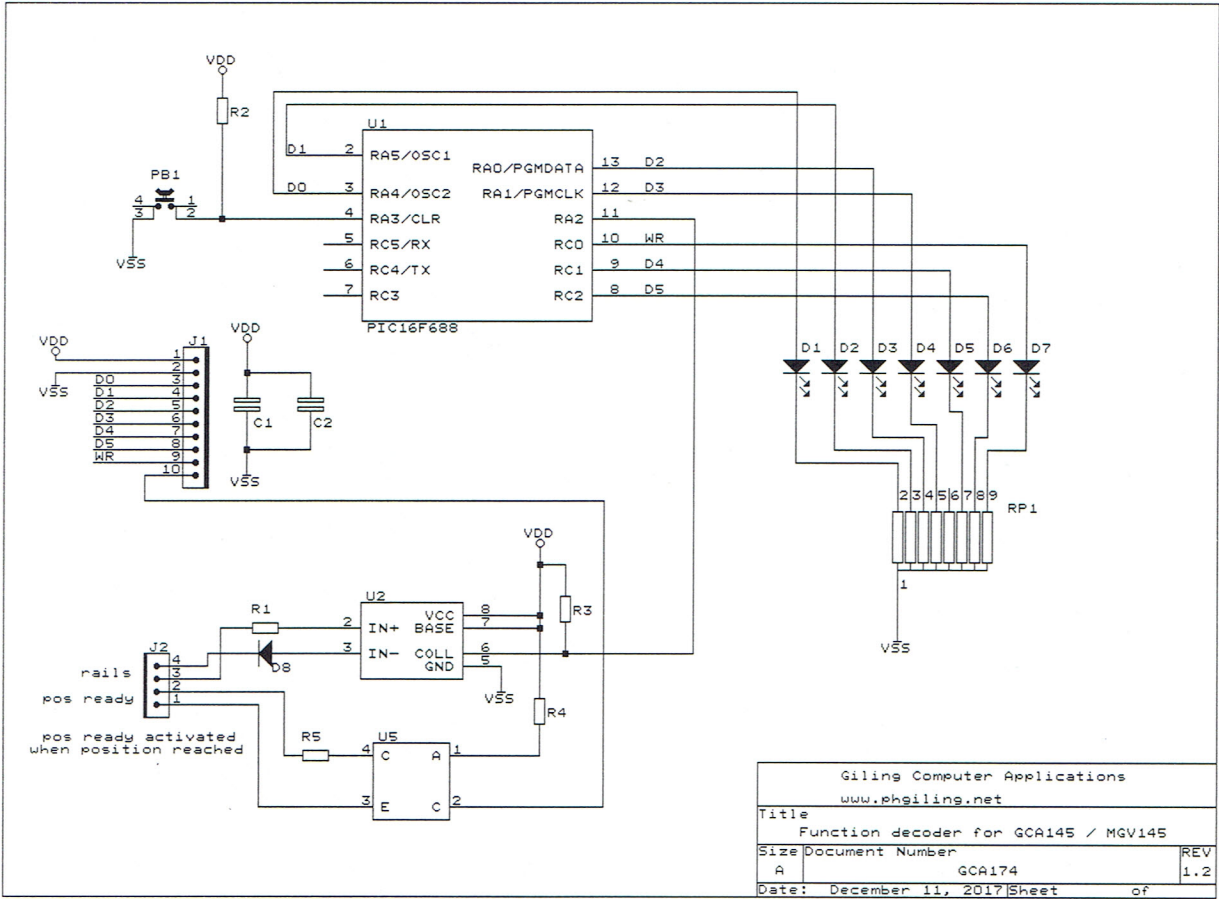 VDD
R2
U1
D1 2 RA5/OSC1
RA0/PGMDATA 13 D2
PB1
D0 3 RA4/OSC2
RA1/PGMCLK 12 D3
4 1
3 2
4 RA3/CLR
RA2 11
5 RC5/RX
RC0 10 WR
VSS
6 RC4/TX
RC1 9 D4
7 RC3
RC2 8 D5
PIC16F688
VDD
J1
VDD
D1 D2 D3 D4 D5 D6 D7
1
2
VSS
D0 3
D1 4
D2 5
D3 6
D4 7
D5 8
WR 9
10
C1 C2
VSS
2 3 4 5 6 7 8 9
RP1
1
VSS
VDD
R1
U2
R3
2 IN+
VCC 8
BASE 7
3 IN-
COLL 6
GND 5
D8
VSS
J2
rails
4
3
pos ready
2
1
R4
pos ready activated
when position reached
R5
U5
4 C A 1
3 E C 2
Giling Computer Applications
www.phgiling.net
Title
Function decoder for GCA145 / MGV145
Size Document Number REV
A GCA174 1.2
Date: December 11, 2017 Sheet of